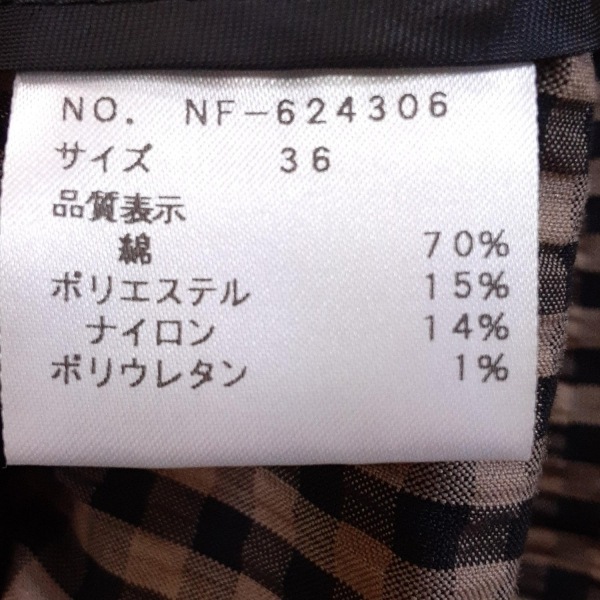 NO. NF-624306
サイズ 36
品質表示
綿 70%
ポリエステル 15%
ナイロン 14%
ポリウレタン 1%